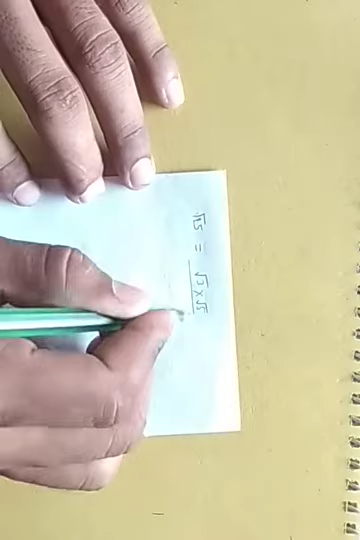 √15 = √3 × √5